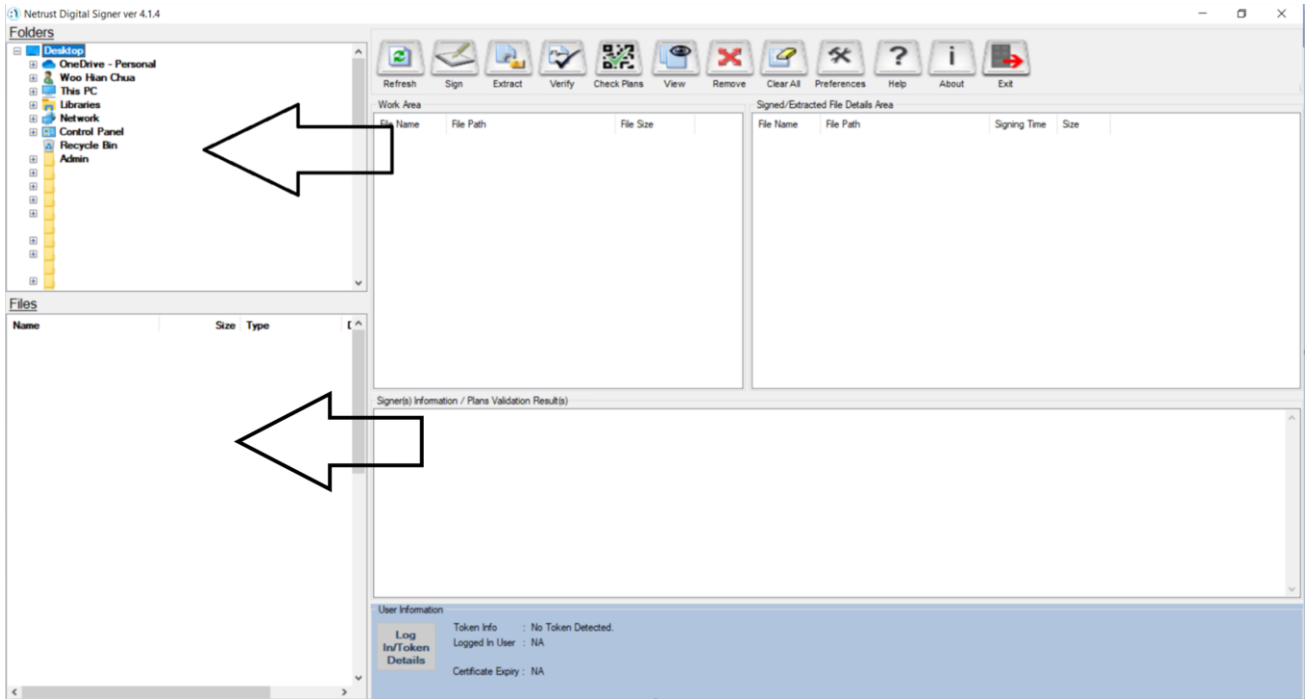 Netrust Digital Signer ver 4.1.4
Folders
Desktop
OneDrive - Personal
Woo Hian Chua
This PC
Libraries
Network
Control Panel
Recycle Bin
Admin
Files
Name Size Type
Refresh Sign Extract Verify Check Plans View Remove Clear All Preferences Help About Exit
Work Area
File Name File Path File Size
Signed/Extracted File Details Area
File Name File Path Signing Time Size
Signer(s) Information / Plans Validation Result(s)
User Information
Log In/Token Details
Token Info : No Token Detected.
Logged In User : NA
Certificate Expiry : NA